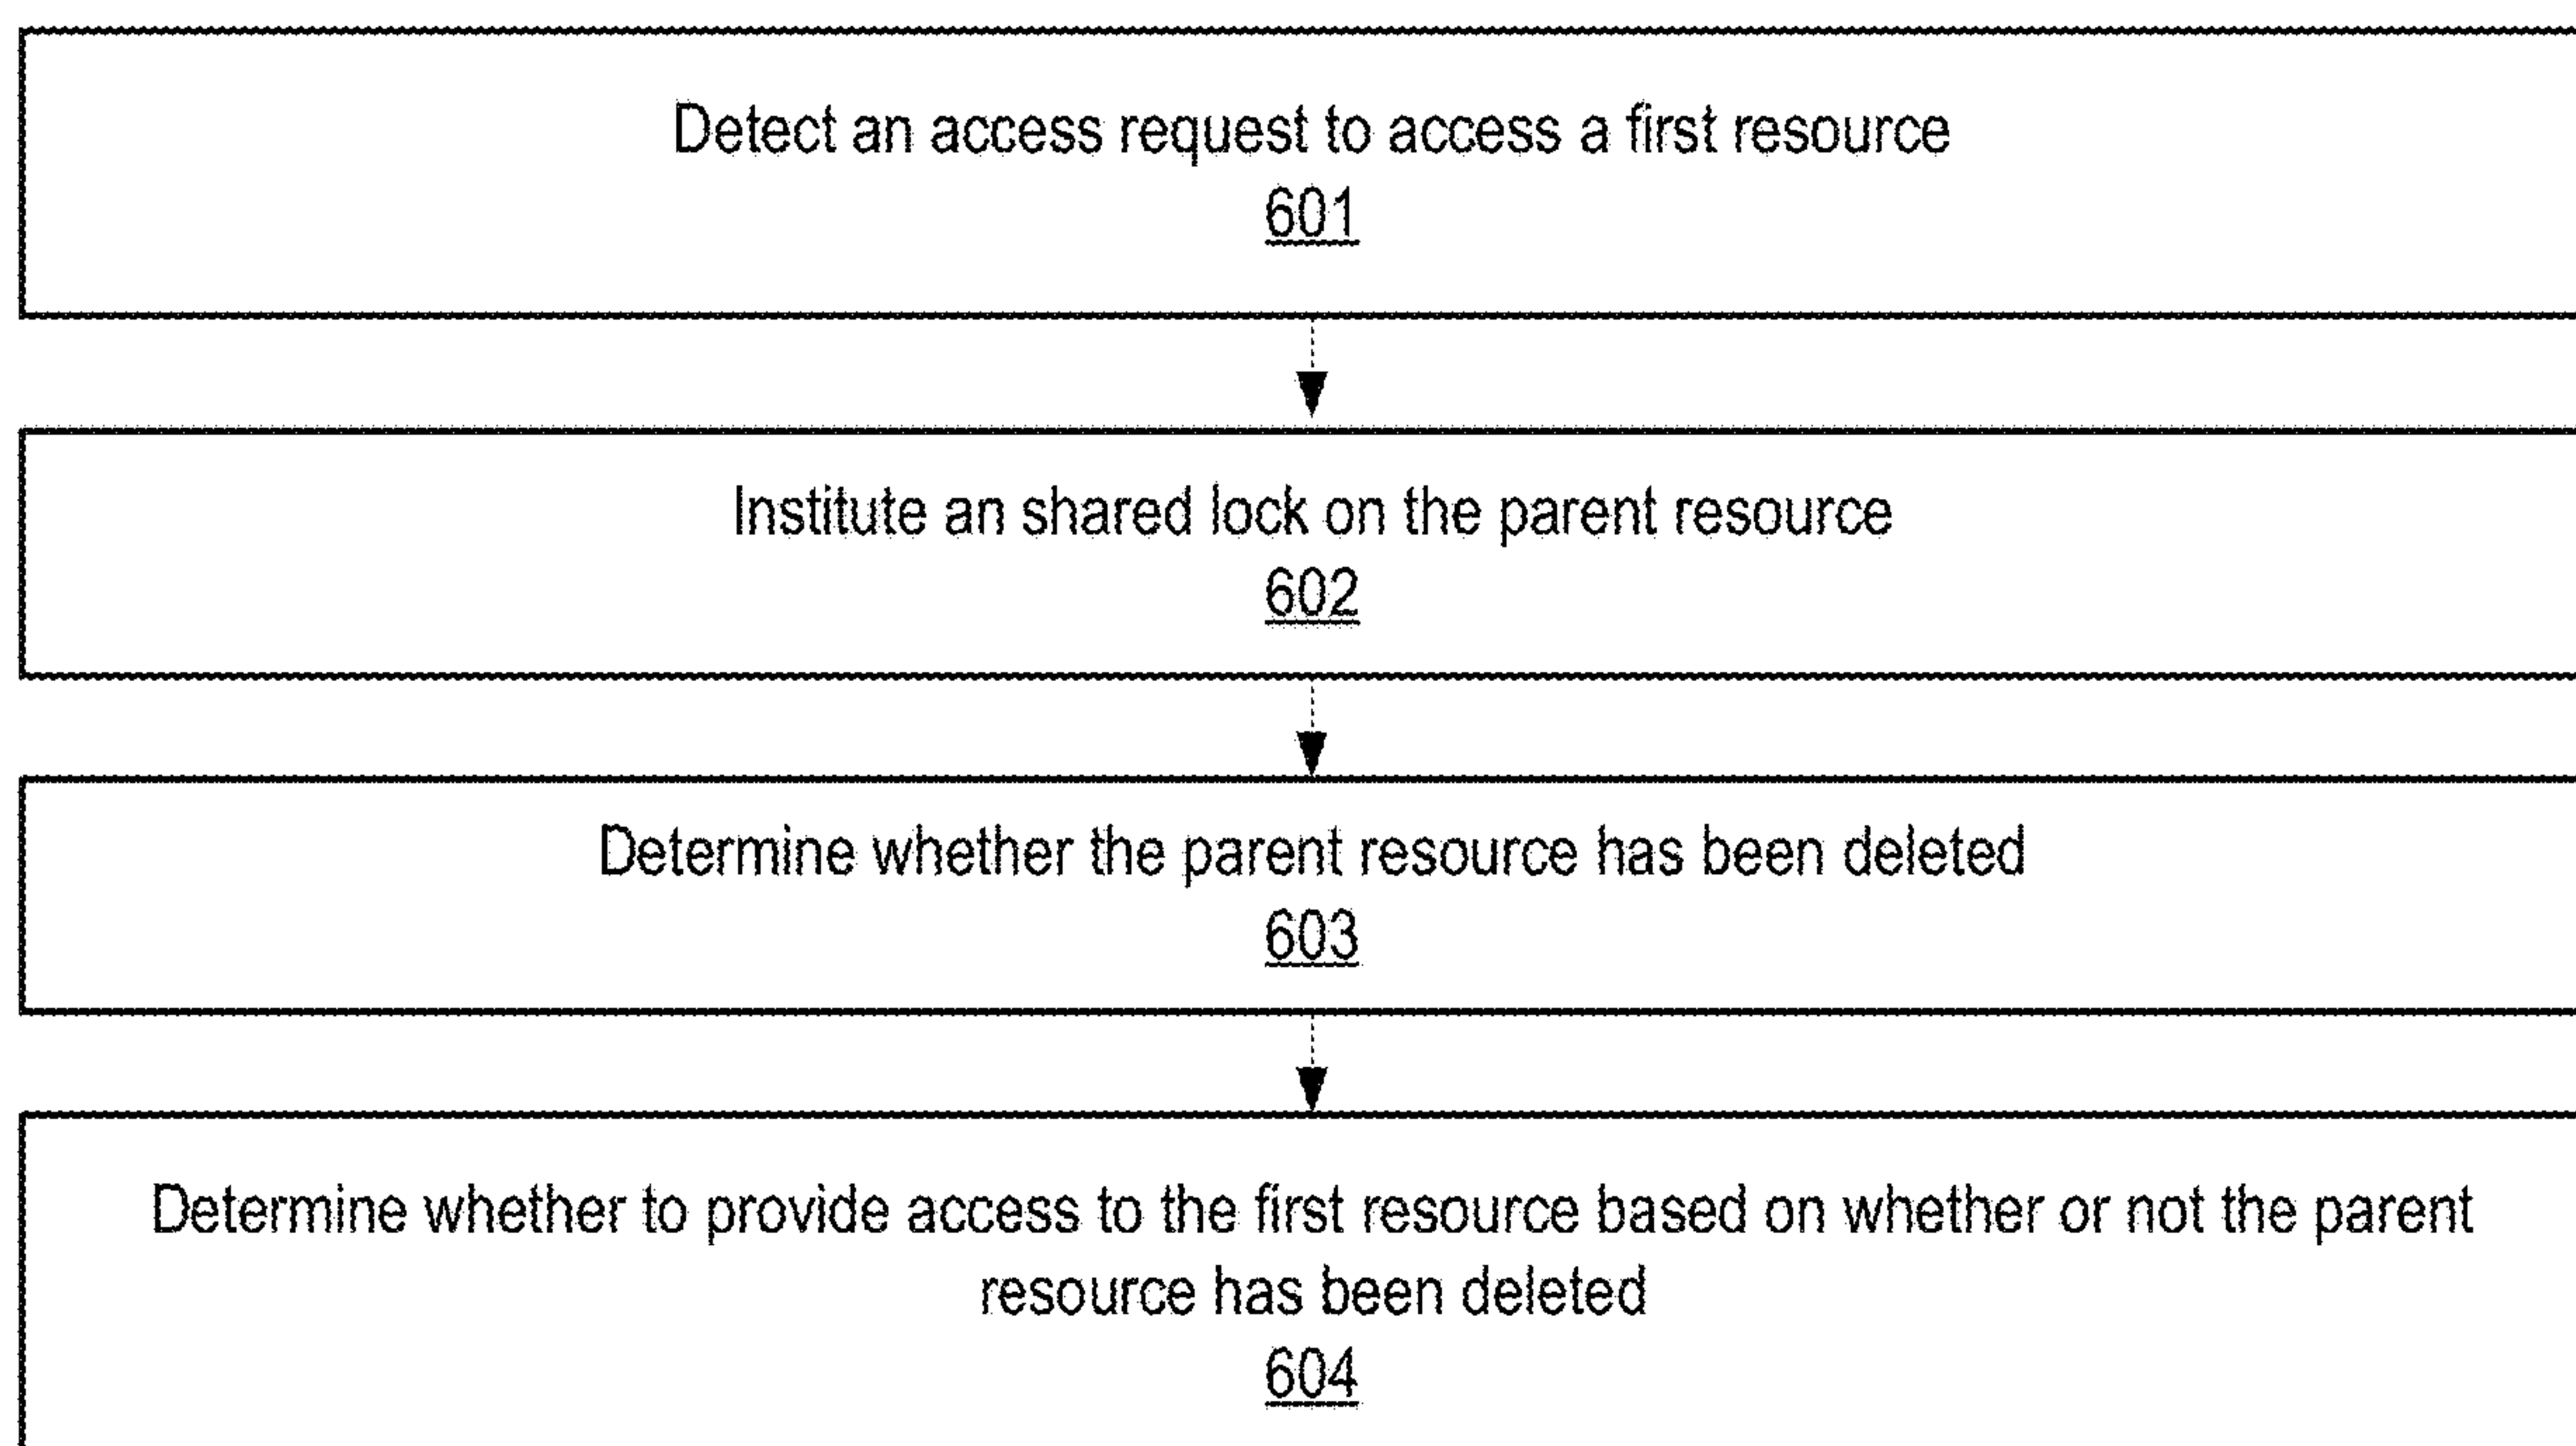 Detect an access request to access a first resource
601
Institute an shared lock on the parent resource
602
Determine whether the parent resource has been deleted
603
Determine whether to provide access to the first resource based on whether or not the parent
resource has been deleted
604